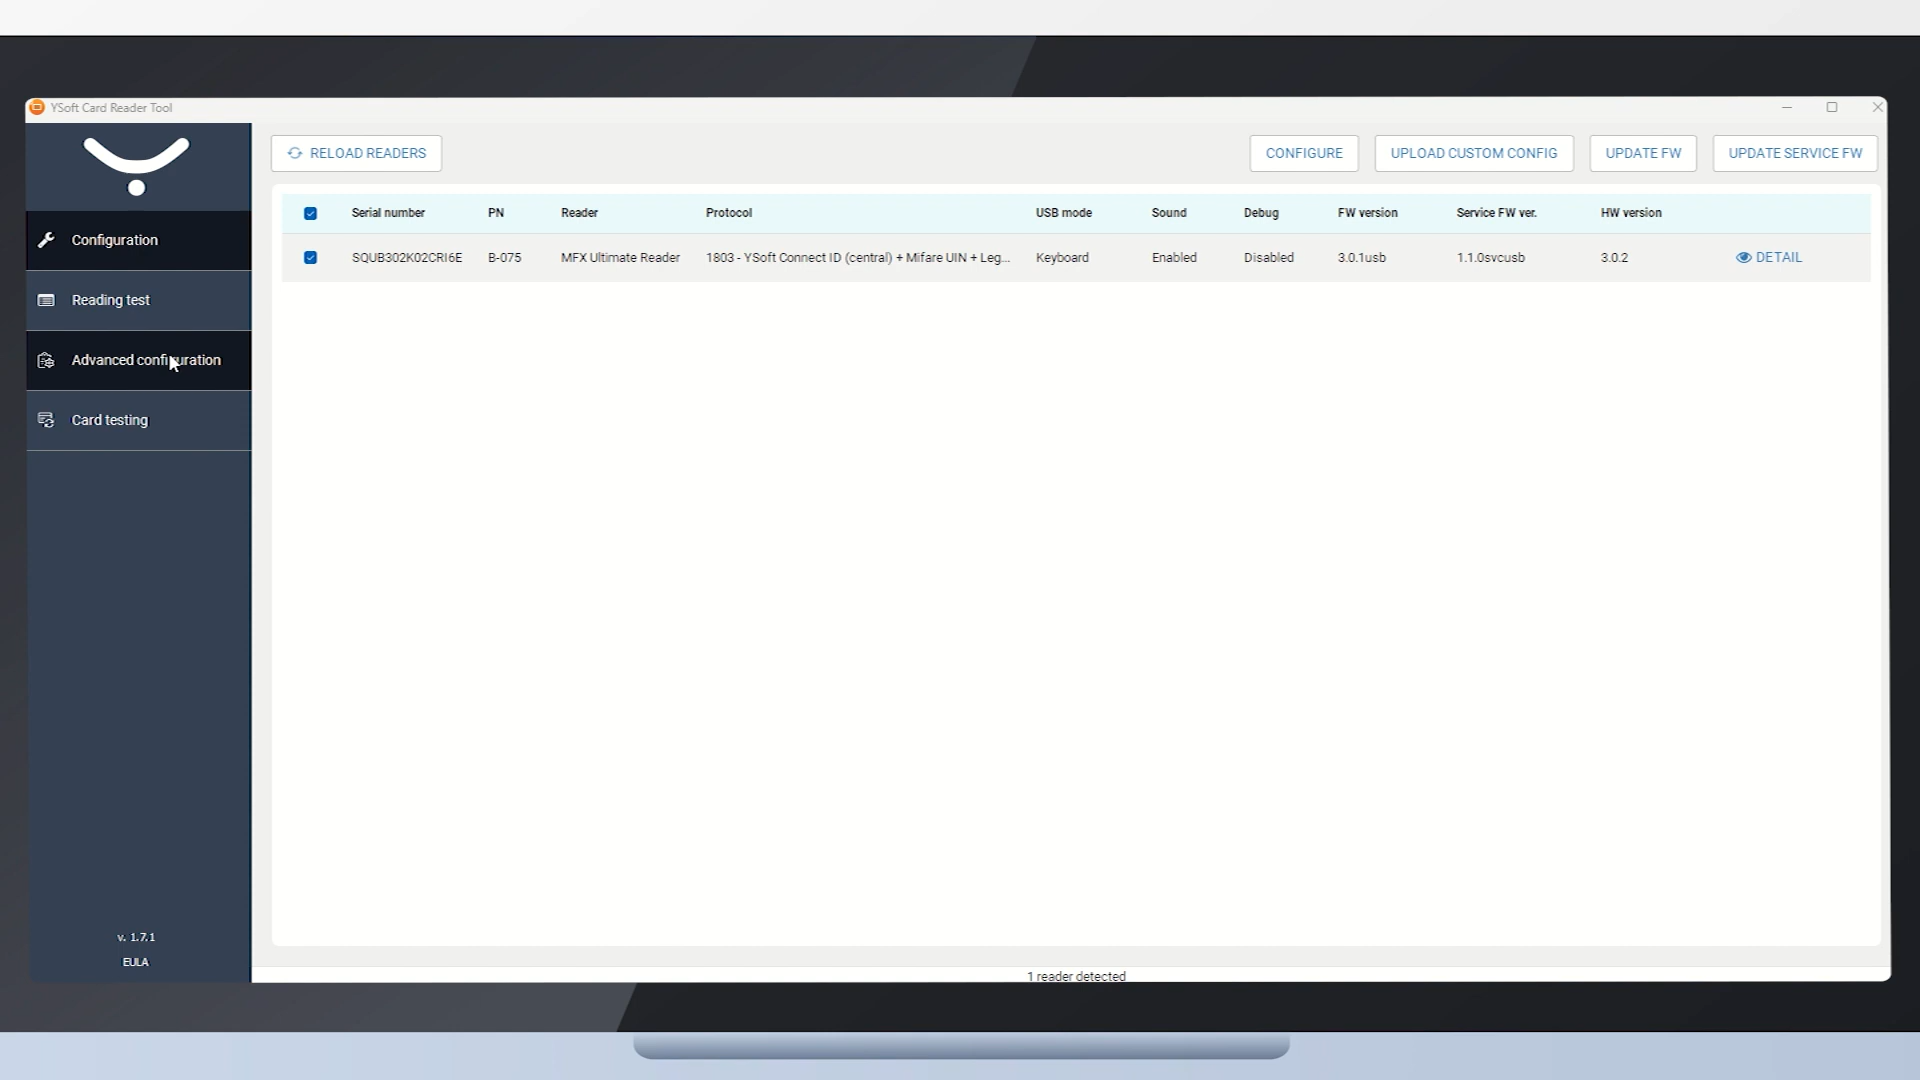 YSoft Card Reader Tool
RELOAD READERS
CONFIGURE
UPLOAD CUSTOM CONFIG
UPDATE FW
UPDATE SERVICE FW
Configuration
Reading test
Advanced configuration
Card testing
Serial number PN Reader Protocol USB mode Sound Debug FW version Service FW ver. HW version
SQUB302K02CRI6E B-075 MFX Ultimate Reader 1803 - YSoft Connect ID (central) + Mifare UIN + Leg... Keyboard Enabled Disabled 3.0.1usb 1.1.0svcusb 3.0.2 DETAIL
v. 1.7.1
EULA
1 reader detected